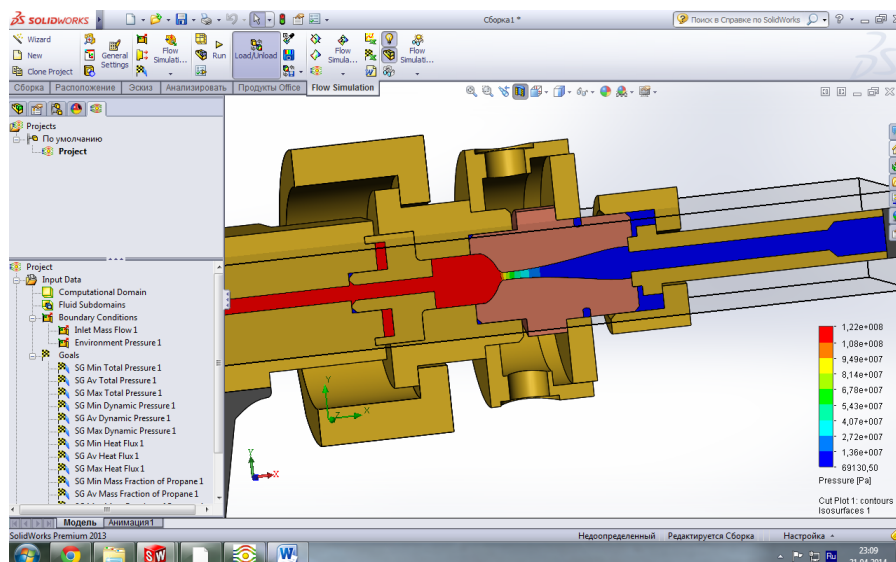 SOLIDWORKS
Сборка1 *
Поиск в Справке по SolidWorks
Wizard
New
Clone Project
General Settings
Flow Simulati...
Run
Load/Unload
Flow Simula...
Flow Simulati...
Сборка
Расположение
Эскиз
Анализировать
Продукты Office
Flow Simulation
Projects
По умолчанию
Project
Project
Input Data
Computational Domain
Fluid Subdomains
Boundary Conditions
Inlet Mass Flow 1
Environment Pressure 1
Goals
SG Min Total Pressure 1
SG Av Total Pressure 1
SG Max Total Pressure 1
SG Min Dynamic Pressure 1
SG Av Dynamic Pressure 1
SG Max Dynamic Pressure 1
SG Min Heat Flux 1
SG Av Heat Flux 1
SG Max Heat Flux 1
SG Min Mass Fraction of Propane 1
SG Av Mass Fraction of Propane 1
Y
X
Z
Y
X
1,22e+008
1,08e+008
9,49e+007
8,14e+007
6,78e+007
5,43e+007
4,07e+007
2,72e+007
1,36e+007
69130,50
Pressure [Pa]
Cut Plot 1: contours
Isosurfaces 1
Модель
Анимация1
SolidWorks Premium 2013
Недоопределенный
Редактируется Сборка
Настройка
Ru
23:09
21.04.2014